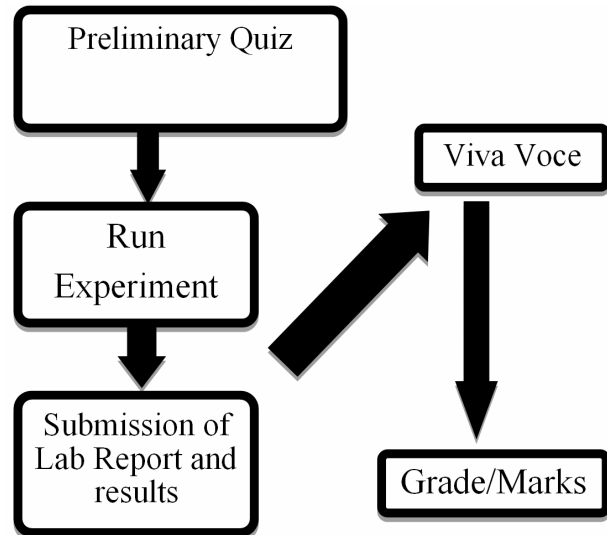 Preliminary Quiz
Run
Experiment
Submission of
Lab Report and
results
Viva Voce
Grade/Marks